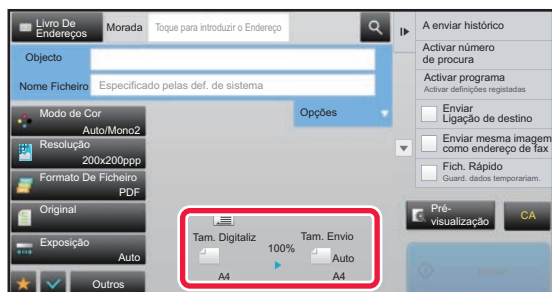 Livro De
Endereços
Morada
Toque para introduzir o Endereço
Objecto
Nome Ficheiro
Especificado pelas def. de sistema
Modo de Cor
Auto/Mono2
Resolução
200x200ppp
Formato De Ficheiro
PDF
Original
Exposição
Auto
Outros
Opções
Tam. Digitaliz
100%
Tam. Envio
Auto
A4
A4
A enviar histórico
Activar número
de procura
Activar programa
Activar definições registadas
Enviar
Ligação de destino
Enviar mesma imagem
como endereço de fax
Fich. Rápido
Guard. dados temporariam.
Pré-
visualização
CA